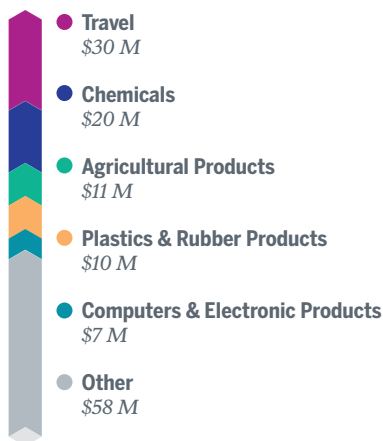 Travel
$30 M
Chemicals
$20 M
Agricultural Products
$11 M
Plastics & Rubber Products
$10 M
Computers & Electronic Products
$7 M
Other
$58 M